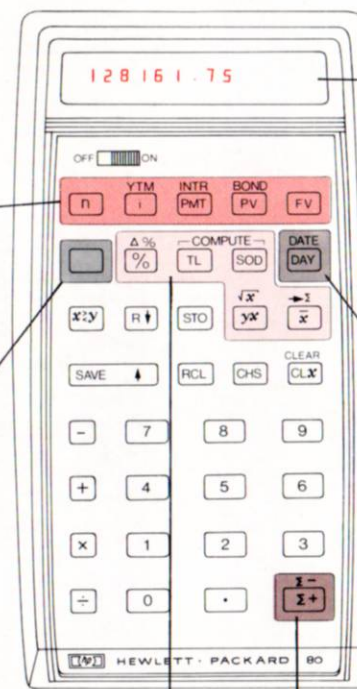 128161.75
OFF ON
YTM INTR BOND
n i PMT PV FV
Δ% COMPUTE DATE
% TL SOD DAY
√x →Σ
x≷y R↓ STO yˣ x̄
CLEAR
SAVE ↑ RCL CHS CLx
− 7 8 9
+ 4 5 6
× 1 2 3
Σ−
÷ 0 · Σ+
hp HEWLETT · PACKARD 80